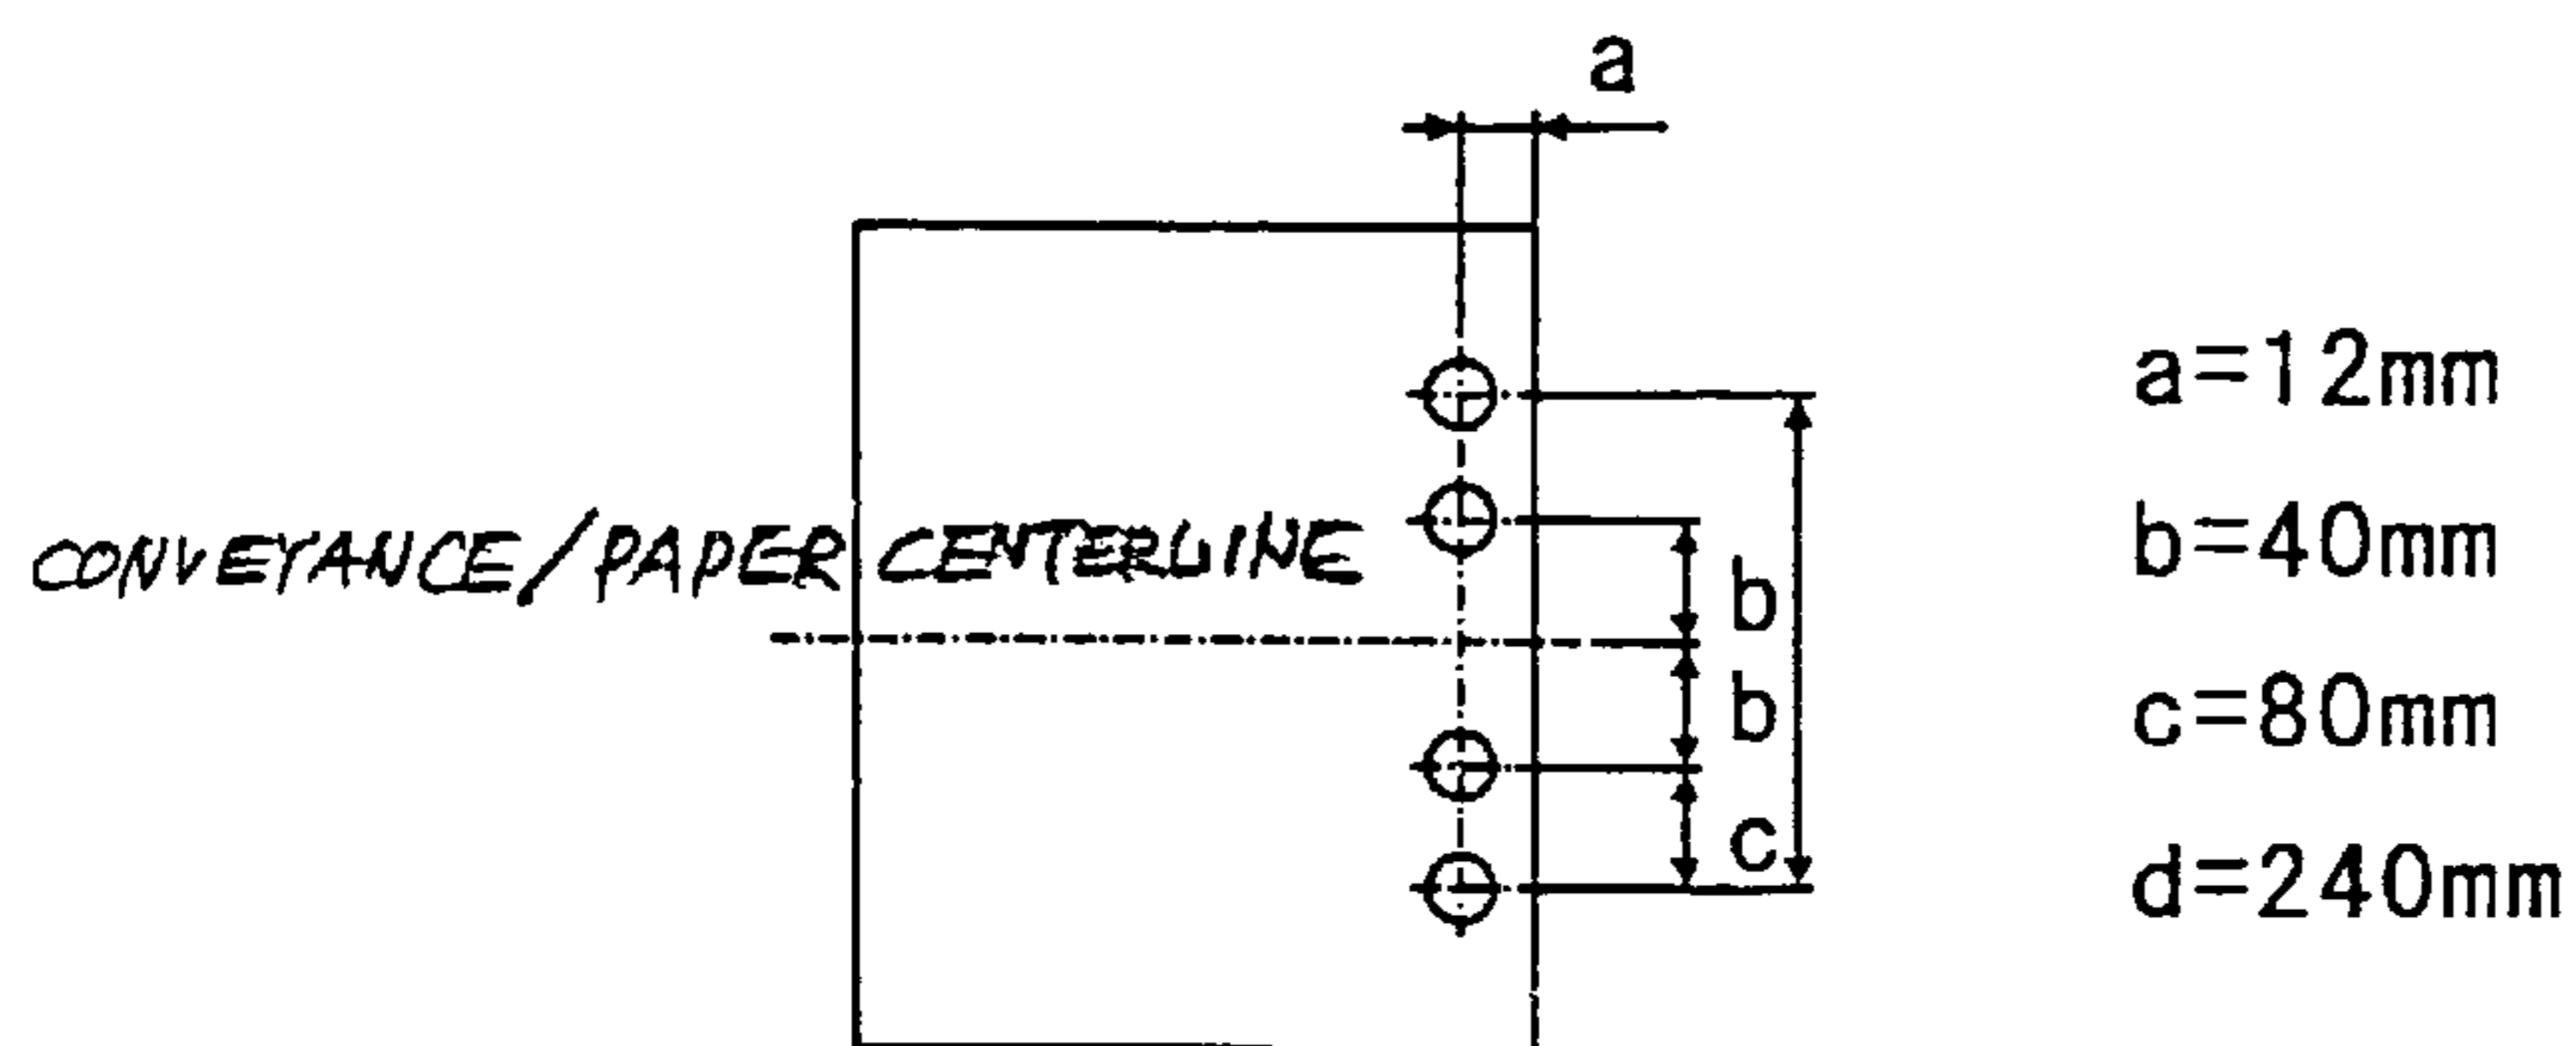 a
a=12mm
CONVEYANCE/PAPER CENTERLINE
b=40mm
b
b
c=80mm
c
d=240mm